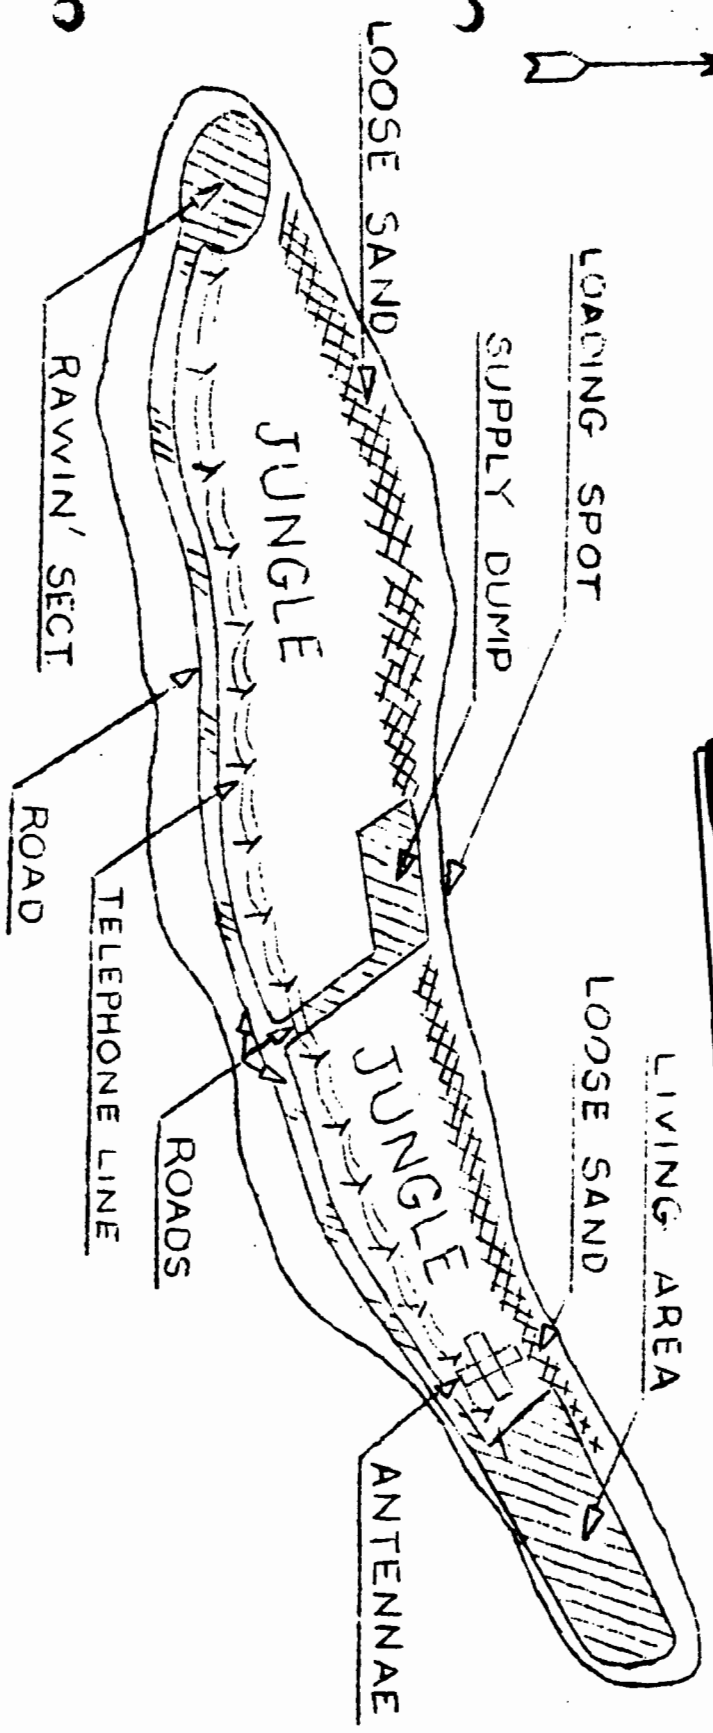 LOADING SPOT
SUPPLY DUMP
LOOSE SAND
LIVING AREA
LOOSE SAND
JUNGLE
JUNGLE
RAWIN' SECT.
ROAD
TELEPHONE LINE
ROADS
ANTENNAE